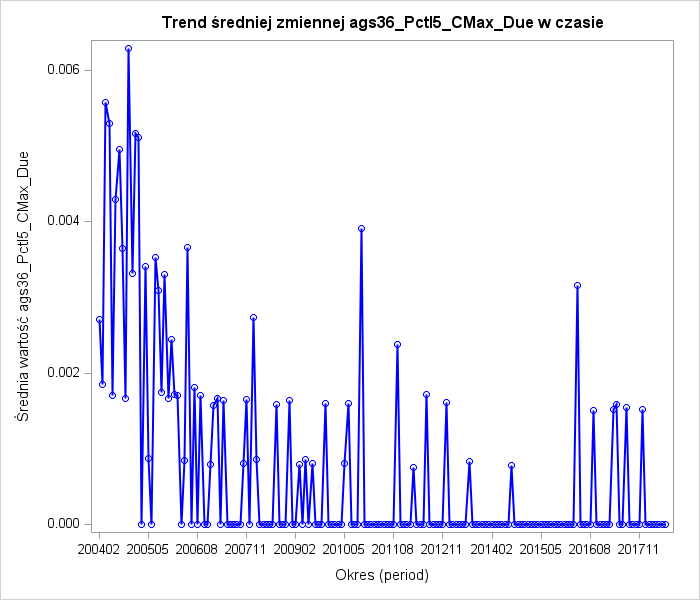 Trend średniej zmiennej ags36_Pctl5_CMax_Due w czasie
Średnia wartość ags36_Pctl5_CMax_Due
0.006
0.004
0.002
0.000
200402 200505 200608 200711 200902 201005 201108 201211 201402 201505 201608 201711
Okres (period)